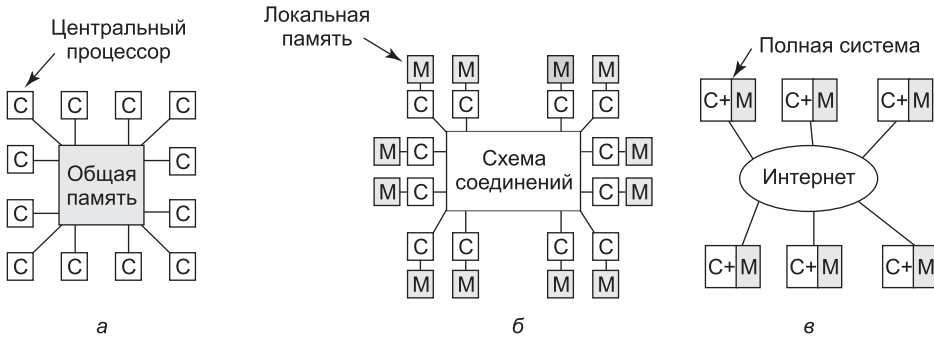 Центральный
процессор
C C C C
C C
Общая
память
C C
C C C C
а
Локальная
память
M M M M
C C C C
M C C M
Схема
соединений
M C C M
C C C C
M M M M
б
Полная система
C+ M C+ M C+ M
Интернет
C+ M C+ M C+ M
в